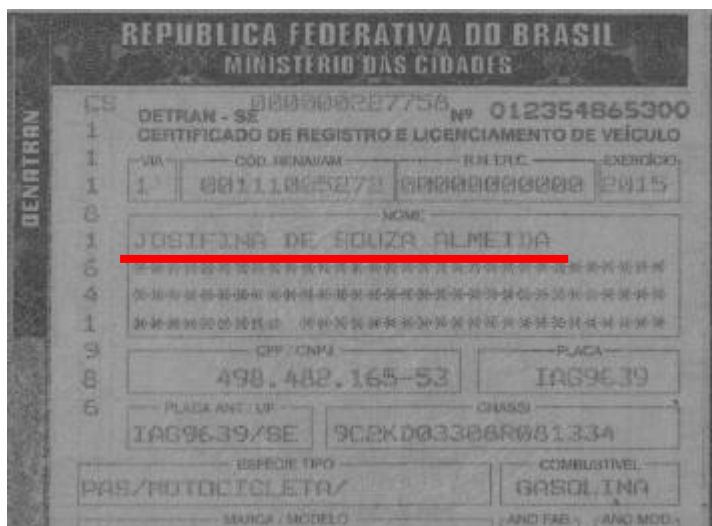 REPUBLICA FEDERATIVA DO BRASIL
MINISTERIO DAS CIDADES
DENATRAN
DETRAN - SE Nº 012354865300
CERTIFICADO DE REGISTRO E LICENCIAMENTO DE VEÍCULO
VIA CÓD. RENAVAM R.N.T.R.C. EXERCÍCIO
1 00000000000 2015
NOME
JOSIFINA DE SOUZA ALMEIDA
CPF / CNPJ PLACA
498.482.165-53 IAG9639
PLACA ANT / UF CHASSI
IAG9639/SE 9C2KD03308R081334
ESPÉCIE TIPO COMBUSTÍVEL
PAS/MOTOCICLETA/ GASOLINA
MARCA / MODELO ANO FAB. ANO MOD.